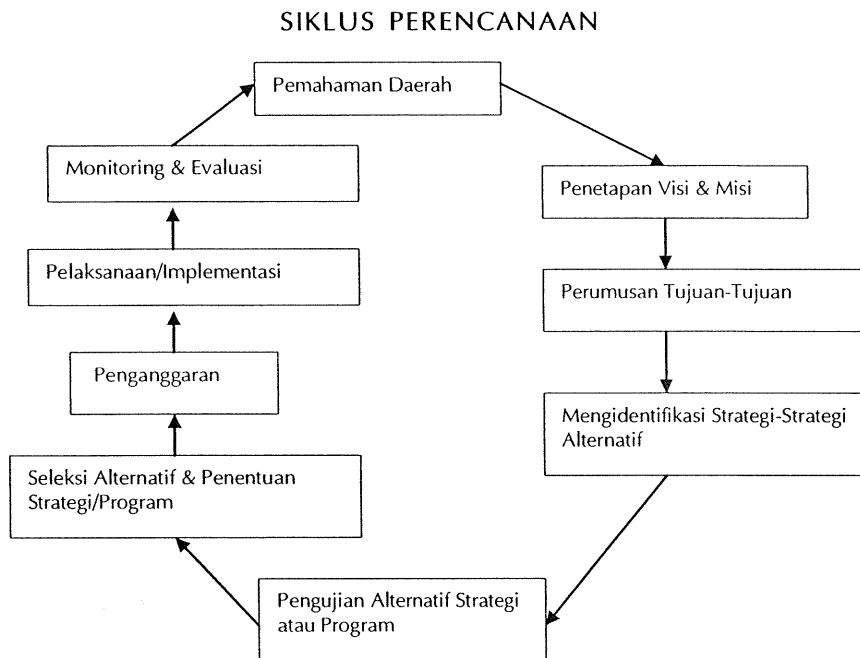 SIKLUS PERENCANAAN
Pemahaman Daerah
Penetapan Visi & Misi
Perumusan Tujuan-Tujuan
Mengidentifikasi Strategi-Strategi
Alternatif
Pengujian Alternatif Strategi
atau Program
Seleksi Alternatif & Penentuan
Strategi/Program
Penganggaran
Pelaksanaan/Implementasi
Monitoring & Evaluasi